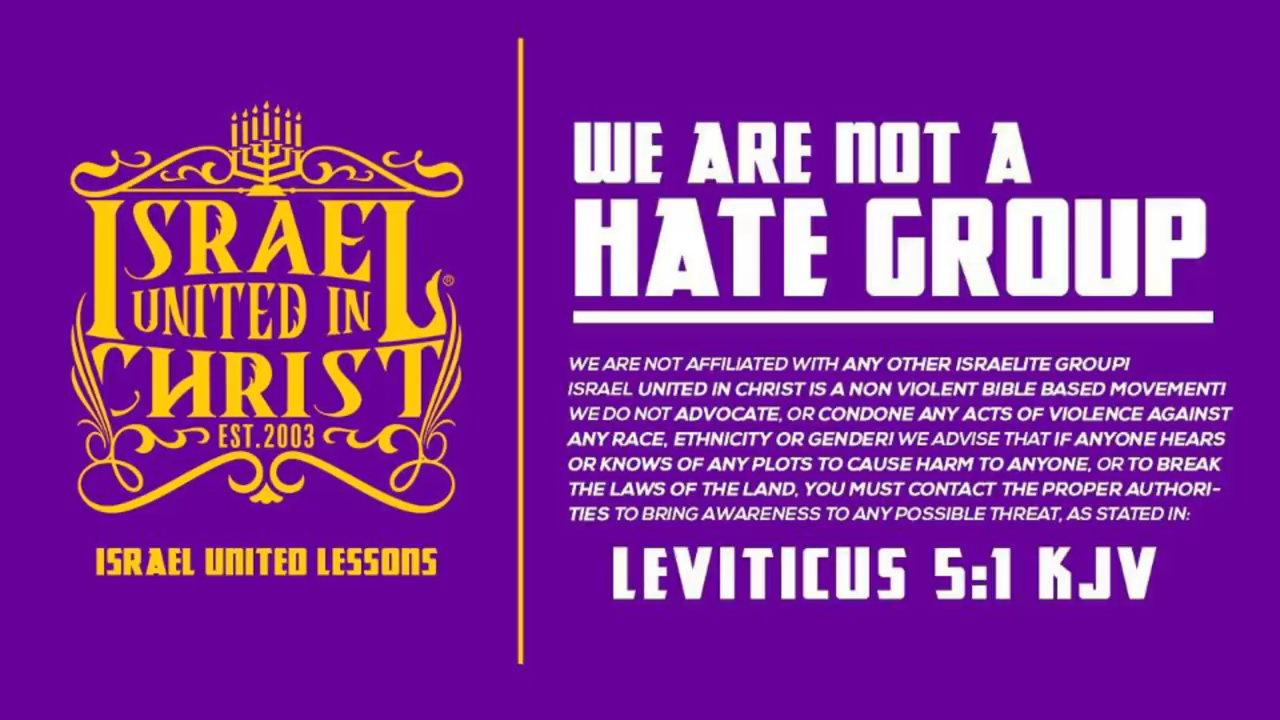 ISRAEL
UNITED IN
CHRIST
EST.2003
ISRAEL UNITED LESSONS
WE ARE NOT A
HATE GROUP
WE ARE NOT AFFILIATED WITH ANY OTHER ISRAELITE GROUP!
ISRAEL UNITED IN CHRIST IS A NON VIOLENT BIBLE BASED MOVEMENT!
WE DO NOT ADVOCATE, OR CONDONE ANY ACTS OF VIOLENCE AGAINST
ANY RACE, ETHNICITY OR GENDER! WE ADVISE THAT IF ANYONE HEARS
OR KNOWS OF ANY PLOTS TO CAUSE HARM TO ANYONE, OR TO BREAK
THE LAWS OF THE LAND, YOU MUST CONTACT THE PROPER AUTHORI-
TIES TO BRING AWARENESS TO ANY POSSIBLE THREAT, AS STATED IN:
LEVITICUS 5:1 KJV